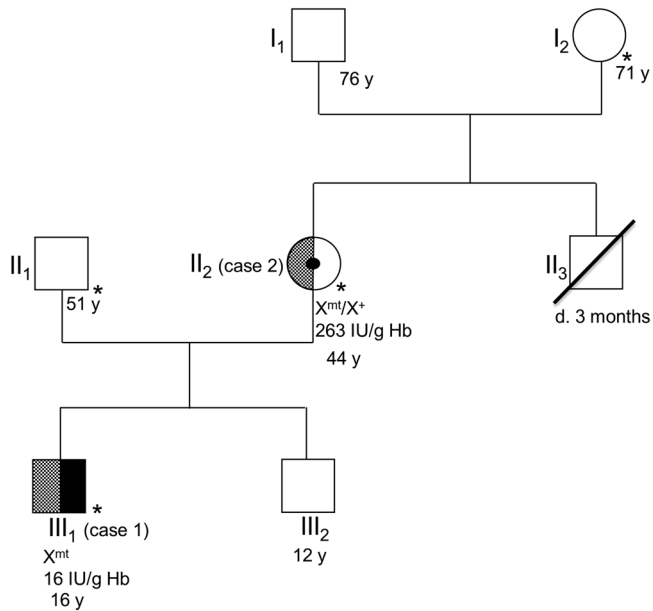 I1
76 y
I2
*
71 y
II1
*
51 y
II2 (case 2)
*
Xmt/X+
263 IU/g Hb
44 y
II3
d. 3 months
III1 (case 1)
*
Xmt
16 IU/g Hb
16 y
III2
12 y